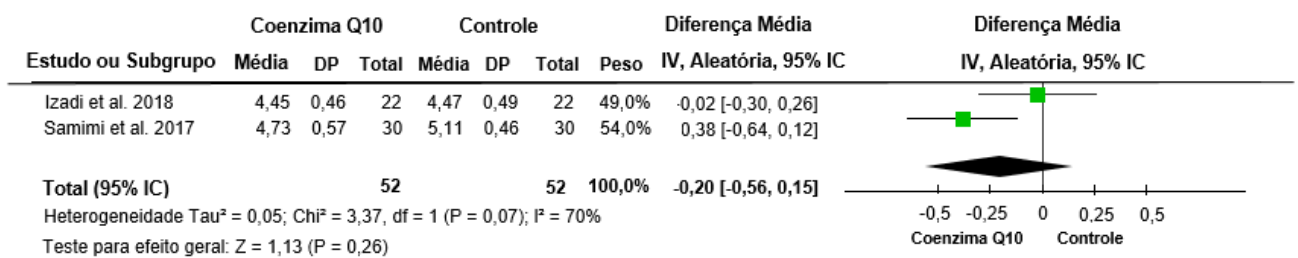 Coenzima Q10 Controle Diferença Média Diferença Média
Estudo ou Subgrupo Média DP Total Média DP Total Peso IV, Aleatória, 95% IC IV, Aleatória, 95% IC
Izadi et al. 2018 4,45 0,46 22 4,47 0,49 22 49,0% -0,02 [-0,30, 0,26]
Samimi et al. 2017 4,73 0,57 30 5,11 0,46 30 54,0% 0,38 [-0,64, 0,12]
Total (95% IC) 52 52 100,0% -0,20 [-0,56, 0,15]
Heterogeneidade Tau² = 0,05; Chi² = 3,37, df = 1 (P = 0,07); I² = 70%
Teste para efeito geral: Z = 1,13 (P = 0,26)
-0,5 -0,25 0 0,25 0,5
Coenzima Q10 Controle